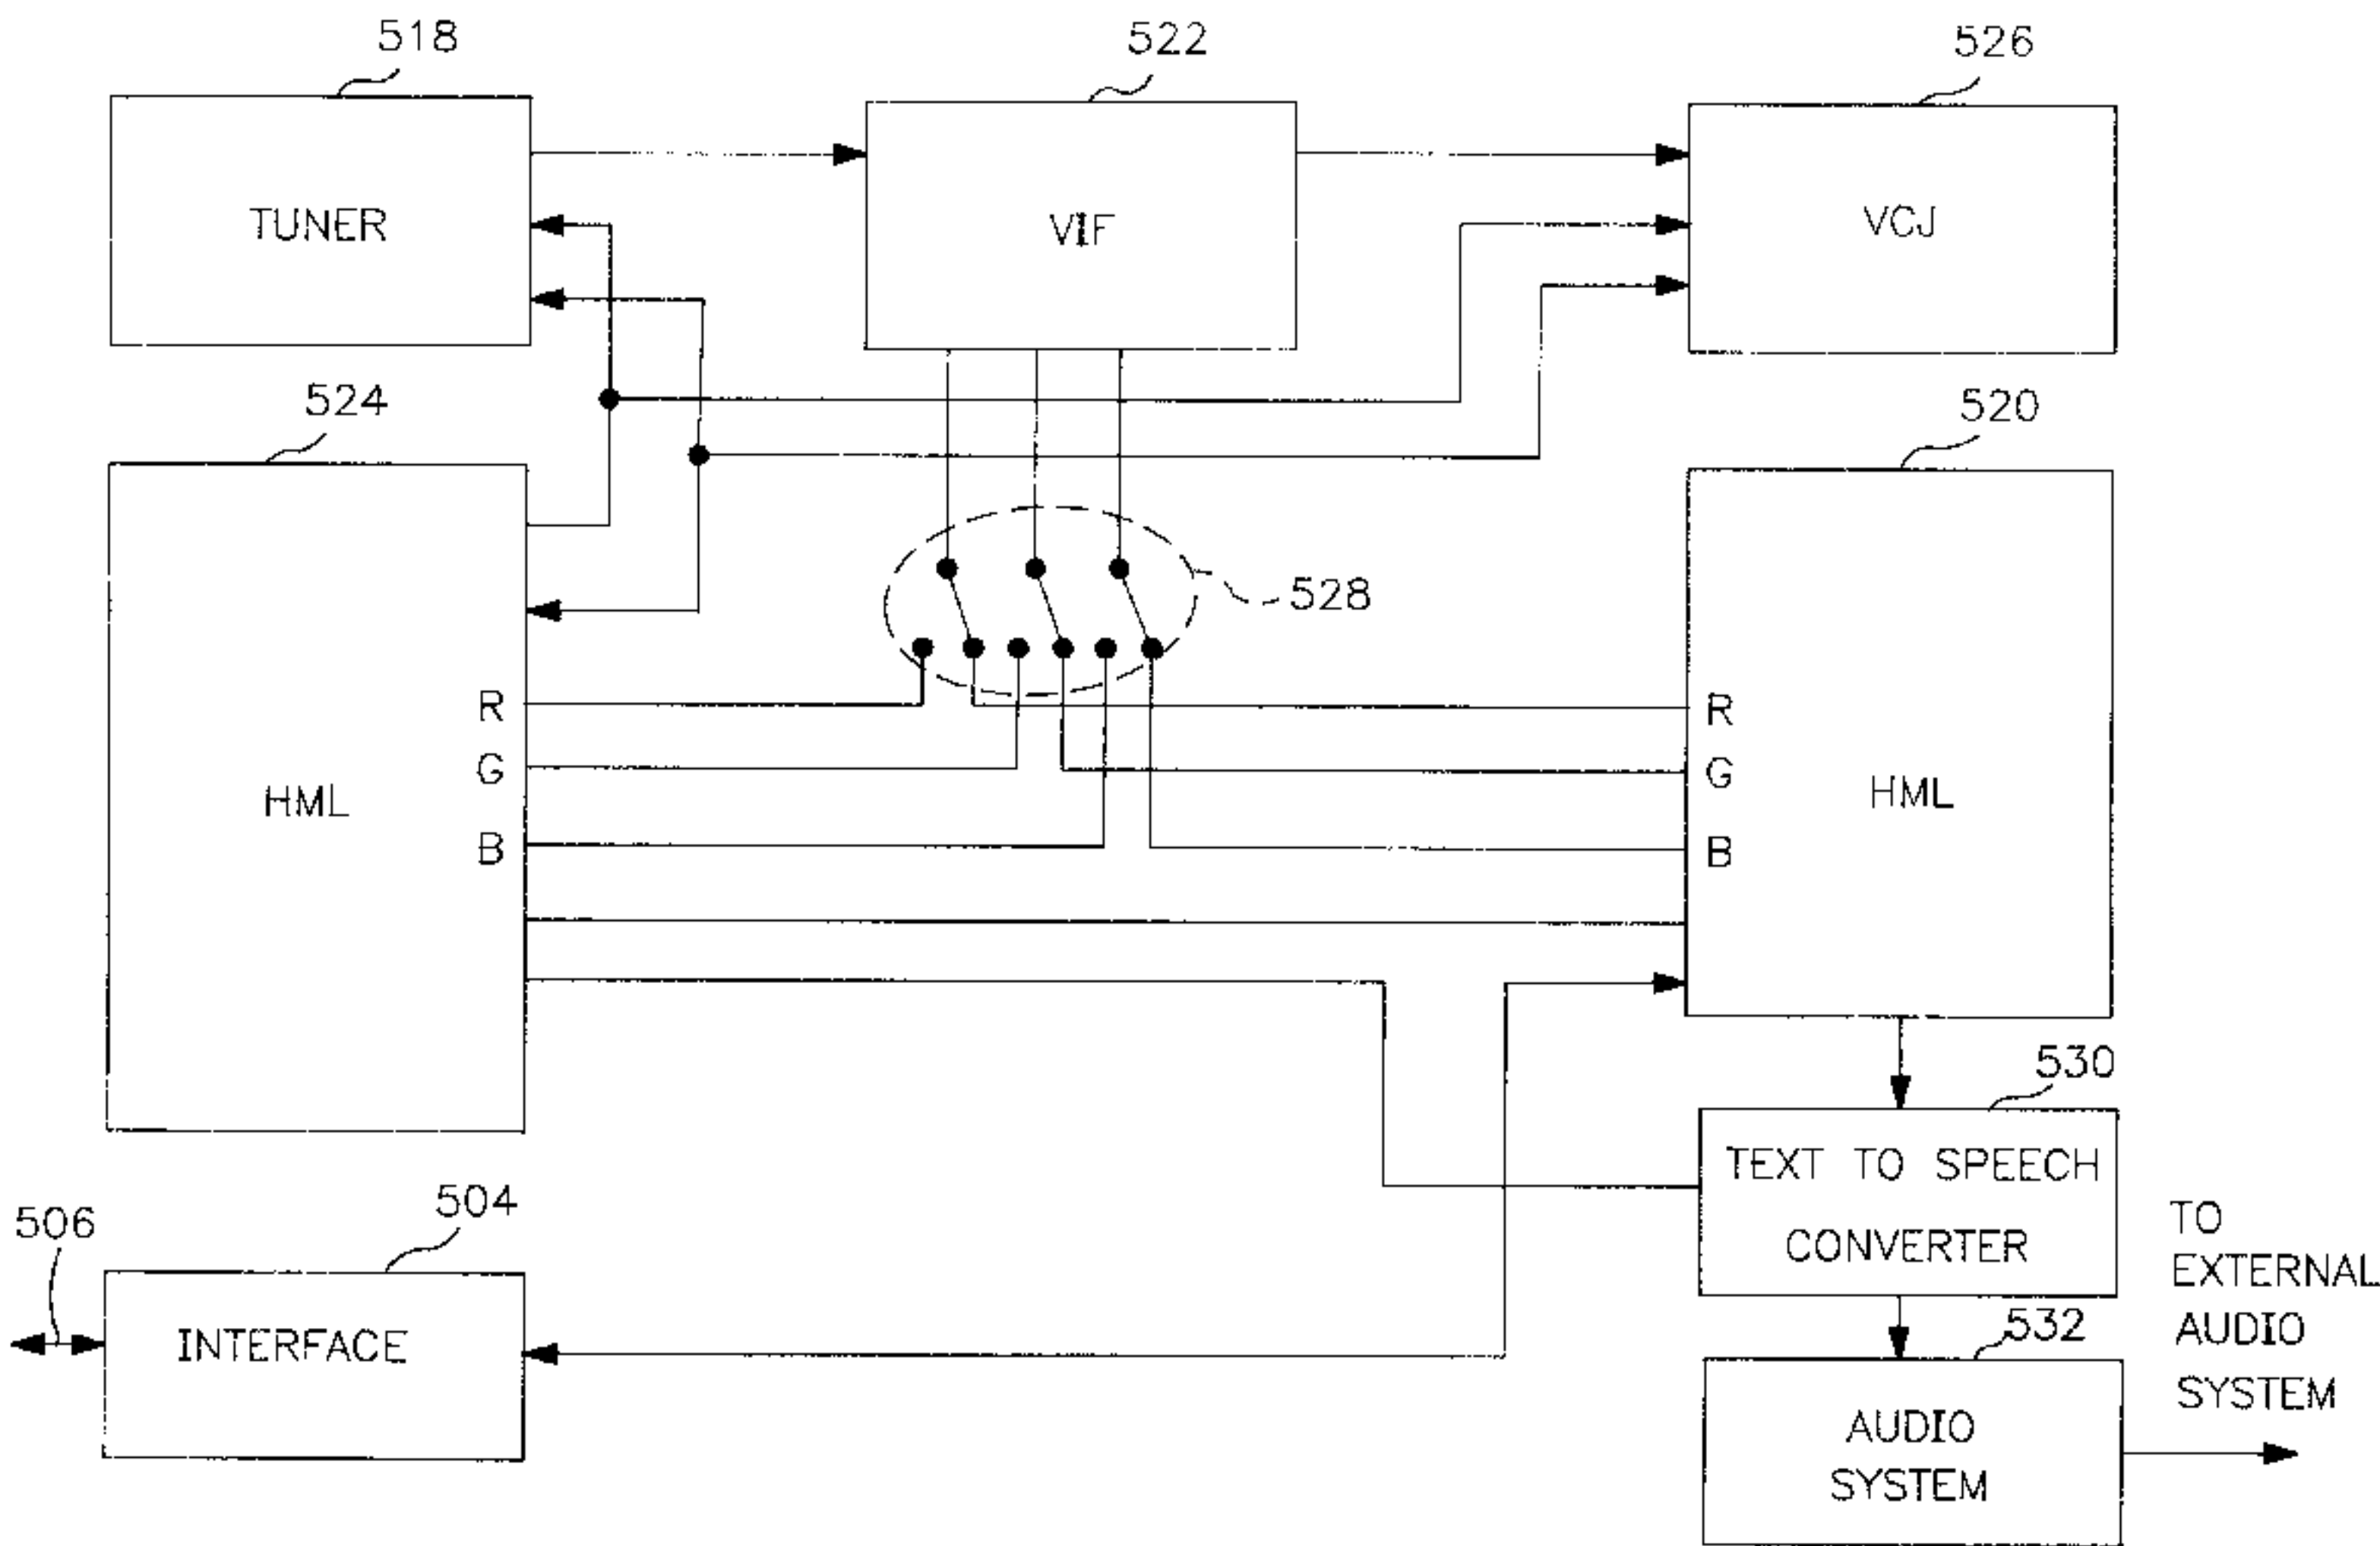 518
522
526
TUNER
VIF
VCJ
524
520
528
R
G
B
HML
R
G
B
HML
530
TEXT TO SPEECH
CONVERTER
506
504
INTERFACE
TO
EXTERNAL
AUDIO
SYSTEM
532
AUDIO
SYSTEM